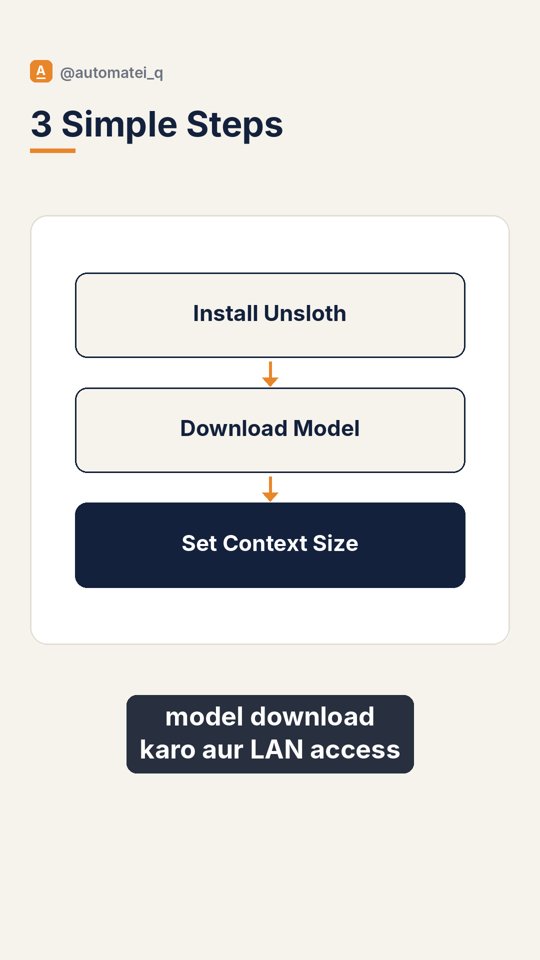 A
@automatei_q
3 Simple Steps
Install Unsloth
Download Model
Set Context Size
model download
karo aur LAN access